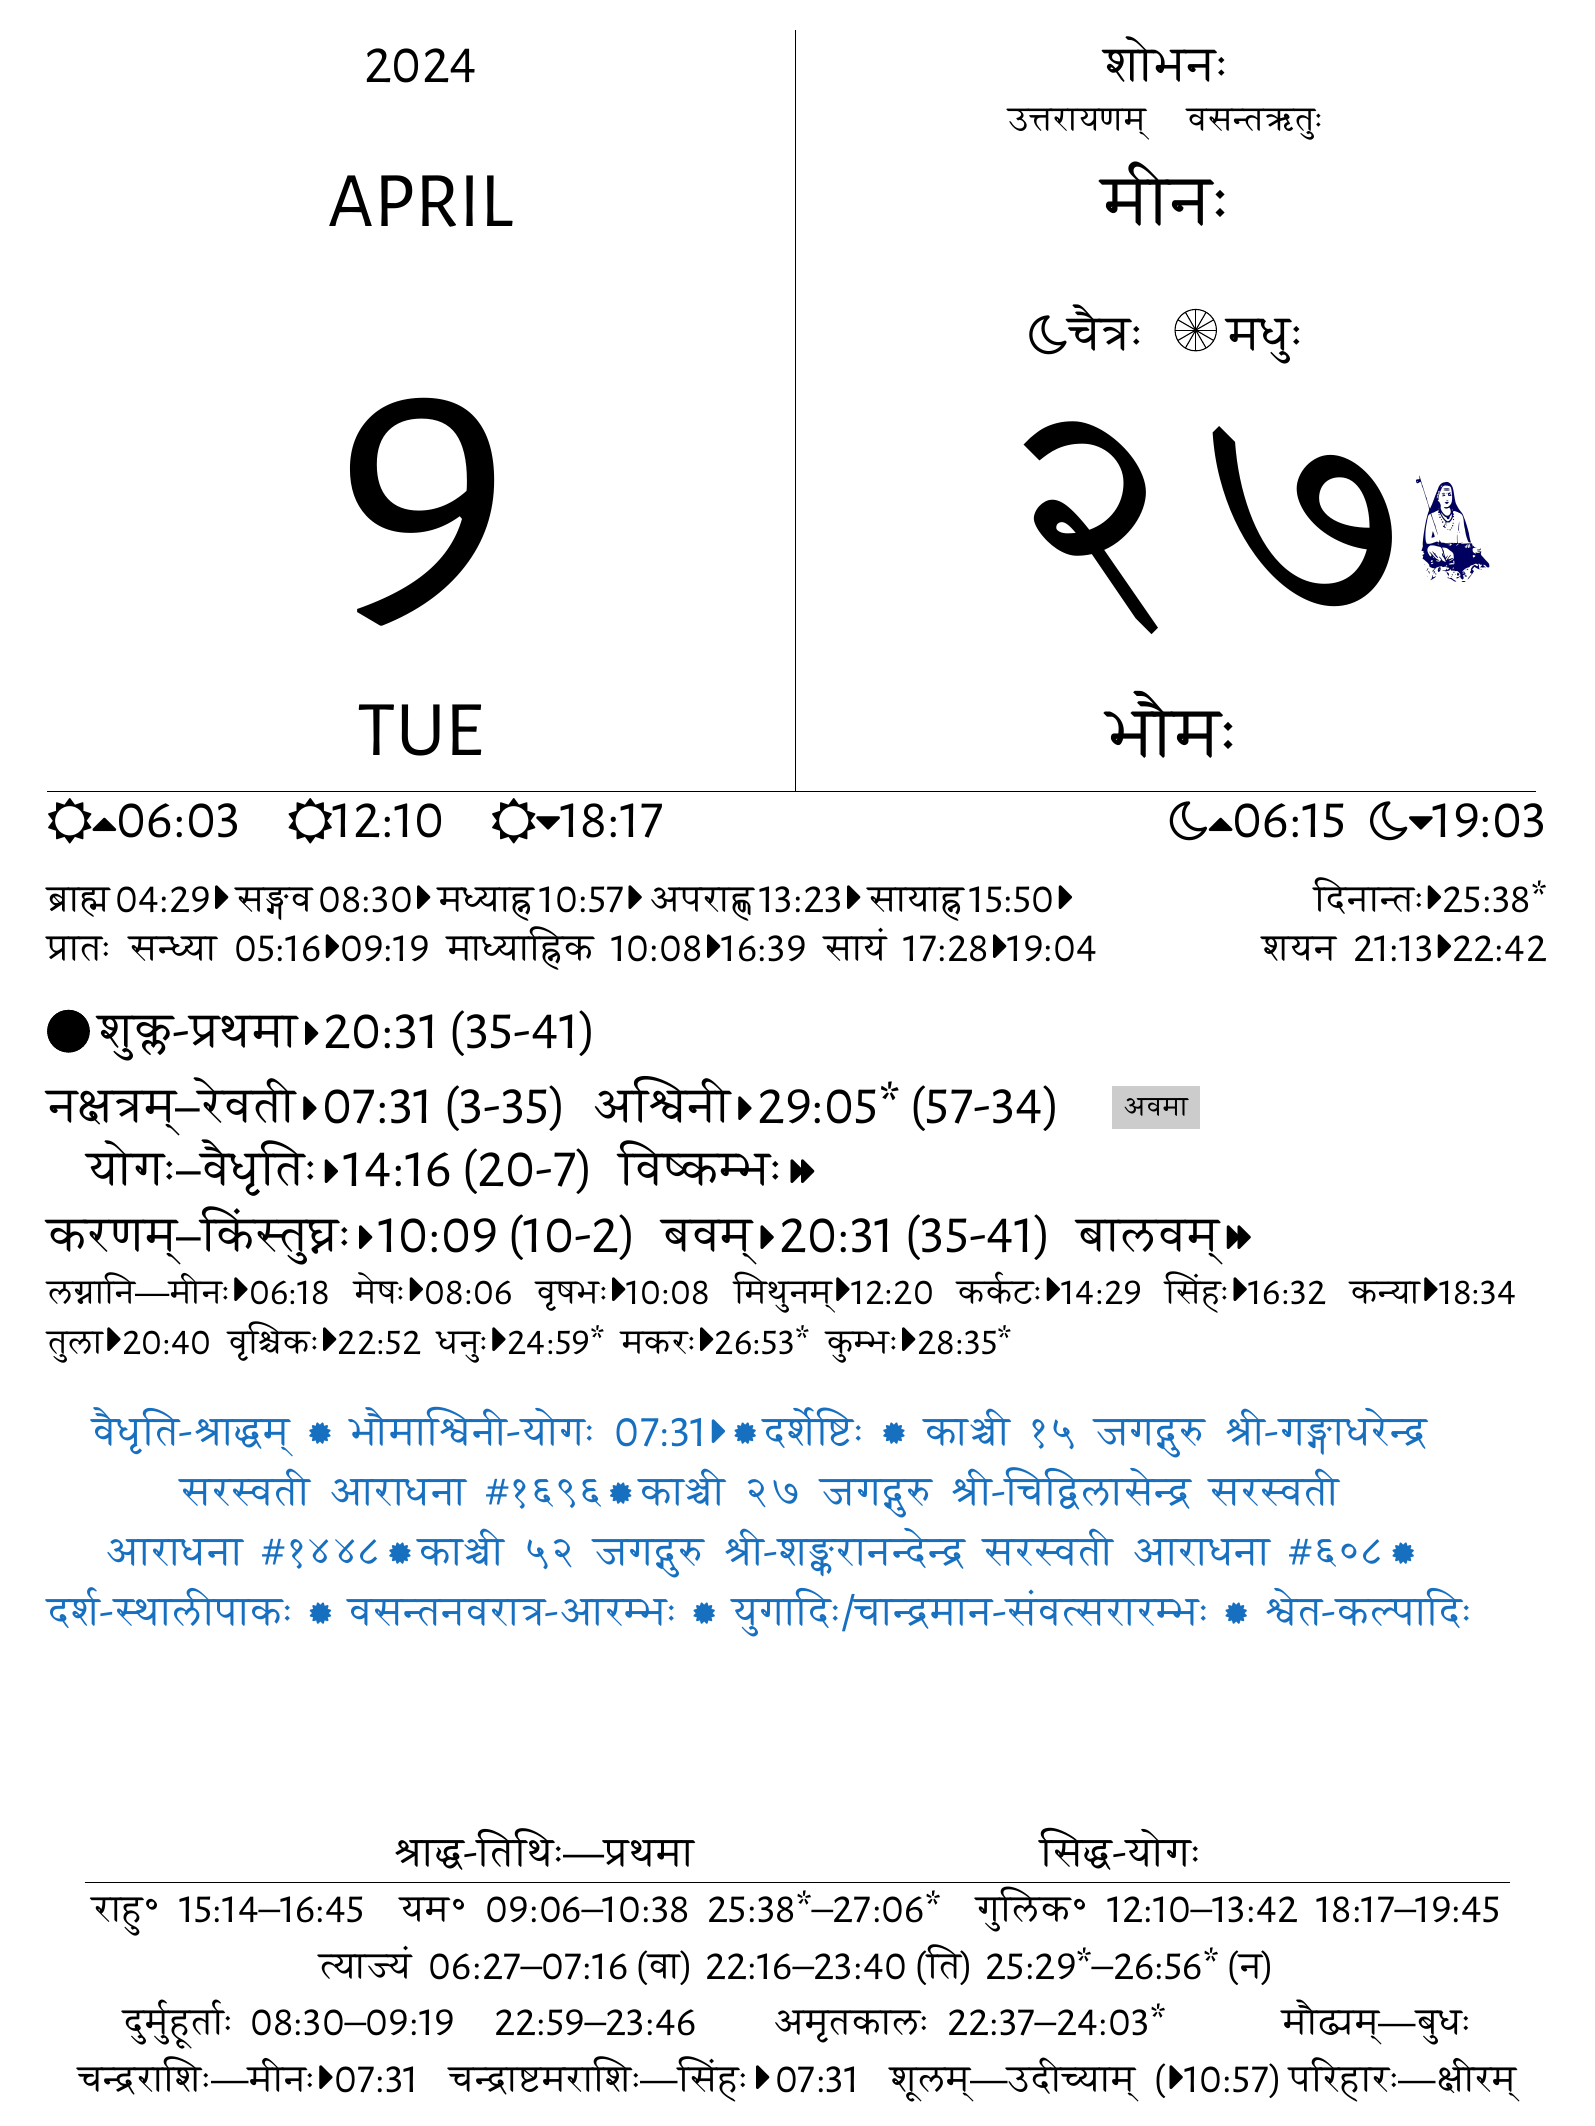 2024
APRIL
9
TUE
शोभनः
उत्तरायणम् वसन्तऋतुः
मीनः
चैत्रः मधुः
२७
भौमः
06:03 12:10 18:17 06:15 19:03
ब्राह्म 04:29 सङ्गव 08:30 मध्याह्न 10:57 अपराह्ण 13:23 सायाह्न 15:50 दिनान्तः 25:38*
प्रातः सन्ध्या 05:16 09:19 माध्याह्निक 10:08 16:39 सायं 17:28 19:04 शयन 21:13 22:42
शुक्ल-प्रथमा 20:31 (35-41)
नक्षत्रम्–रेवती 07:31 (3-35) अश्विनी 29:05* (57-34) अवमा
योगः–वैधृतिः 14:16 (20-7) विष्कम्भः
करणम्–किंस्तुघ्नः 10:09 (10-2) बवम् 20:31 (35-41) बालवम्
लग्नानि—मीनः 06:18 मेषः 08:06 वृषभः 10:08 मिथुनम् 12:20 कर्कटः 14:29 सिंहः 16:32 कन्या 18:34
तुला 20:40 वृश्चिकः 22:52 धनुः 24:59* मकरः 26:53* कुम्भः 28:35*
वैधृति-श्राद्धम् ✹ भौमाश्विनी-योगः 07:31 ✹ दर्शेष्टिः ✹ काञ्ची १५ जगद्गुरु श्री-गङ्गाधरेन्द्र
सरस्वती आराधना #१६९६ ✹ काञ्ची २७ जगद्गुरु श्री-चिद्विलासेन्द्र सरस्वती
आराधना #१४४८ ✹ काञ्ची ५२ जगद्गुरु श्री-शङ्करानन्देन्द्र सरस्वती आराधना #६०८ ✹
दर्श-स्थालीपाकः ✹ वसन्तनवरात्र-आरम्भः ✹ युगादिः/चान्द्रमान-संवत्सरारम्भः ✹ श्वेत-कल्पादिः
श्राद्ध-तिथिः—प्रथमा सिद्ध-योगः
राहु॰ 15:14–16:45 यम॰ 09:06–10:38 25:38*–27:06* गुलिक॰ 12:10–13:42 18:17–19:45
त्याज्यं 06:27–07:16 (वा) 22:16–23:40 (ति) 25:29*–26:56* (न)
दुर्मुहूर्ताः 08:30–09:19 22:59–23:46 अमृतकालः 22:37–24:03* मौढ्यम्—बुधः
चन्द्रराशिः—मीनः 07:31 चन्द्राष्टमराशिः—सिंहः 07:31 शूलम्—उदीच्याम् (10:57) परिहारः—क्षीरम्